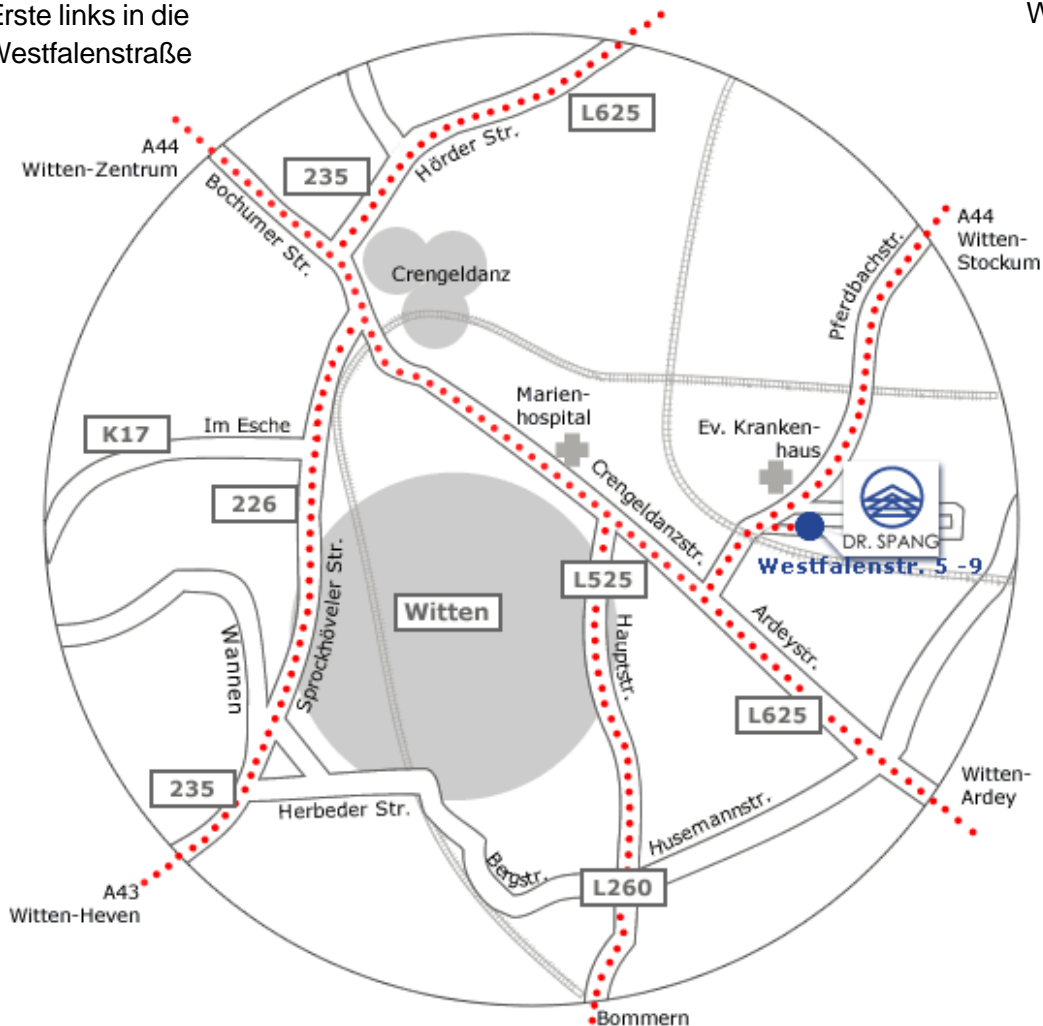 Erste links in die
Westfalenstraße
W
L625
A44
Witten-Zentrum
235
Hörder Str.
Bochumer Str.
A44
Witten-
Stockum
Pferdbachstr.
Crengeldanz
Marien-
hospital
Im Esche
K17
Ev. Kranken-
haus
Crengeldanzstr.
226
DR. SPANG
Westfalenstr. 5 -9
L525
Witten
Sprockhöveler Str.
Hauptstr.
Ardeystr.
Wannen
L625
235
Witten-
Ardey
Herbeder Str.
Husemannstr.
Bergstr.
L260
A43
Witten-Heven
Bommern